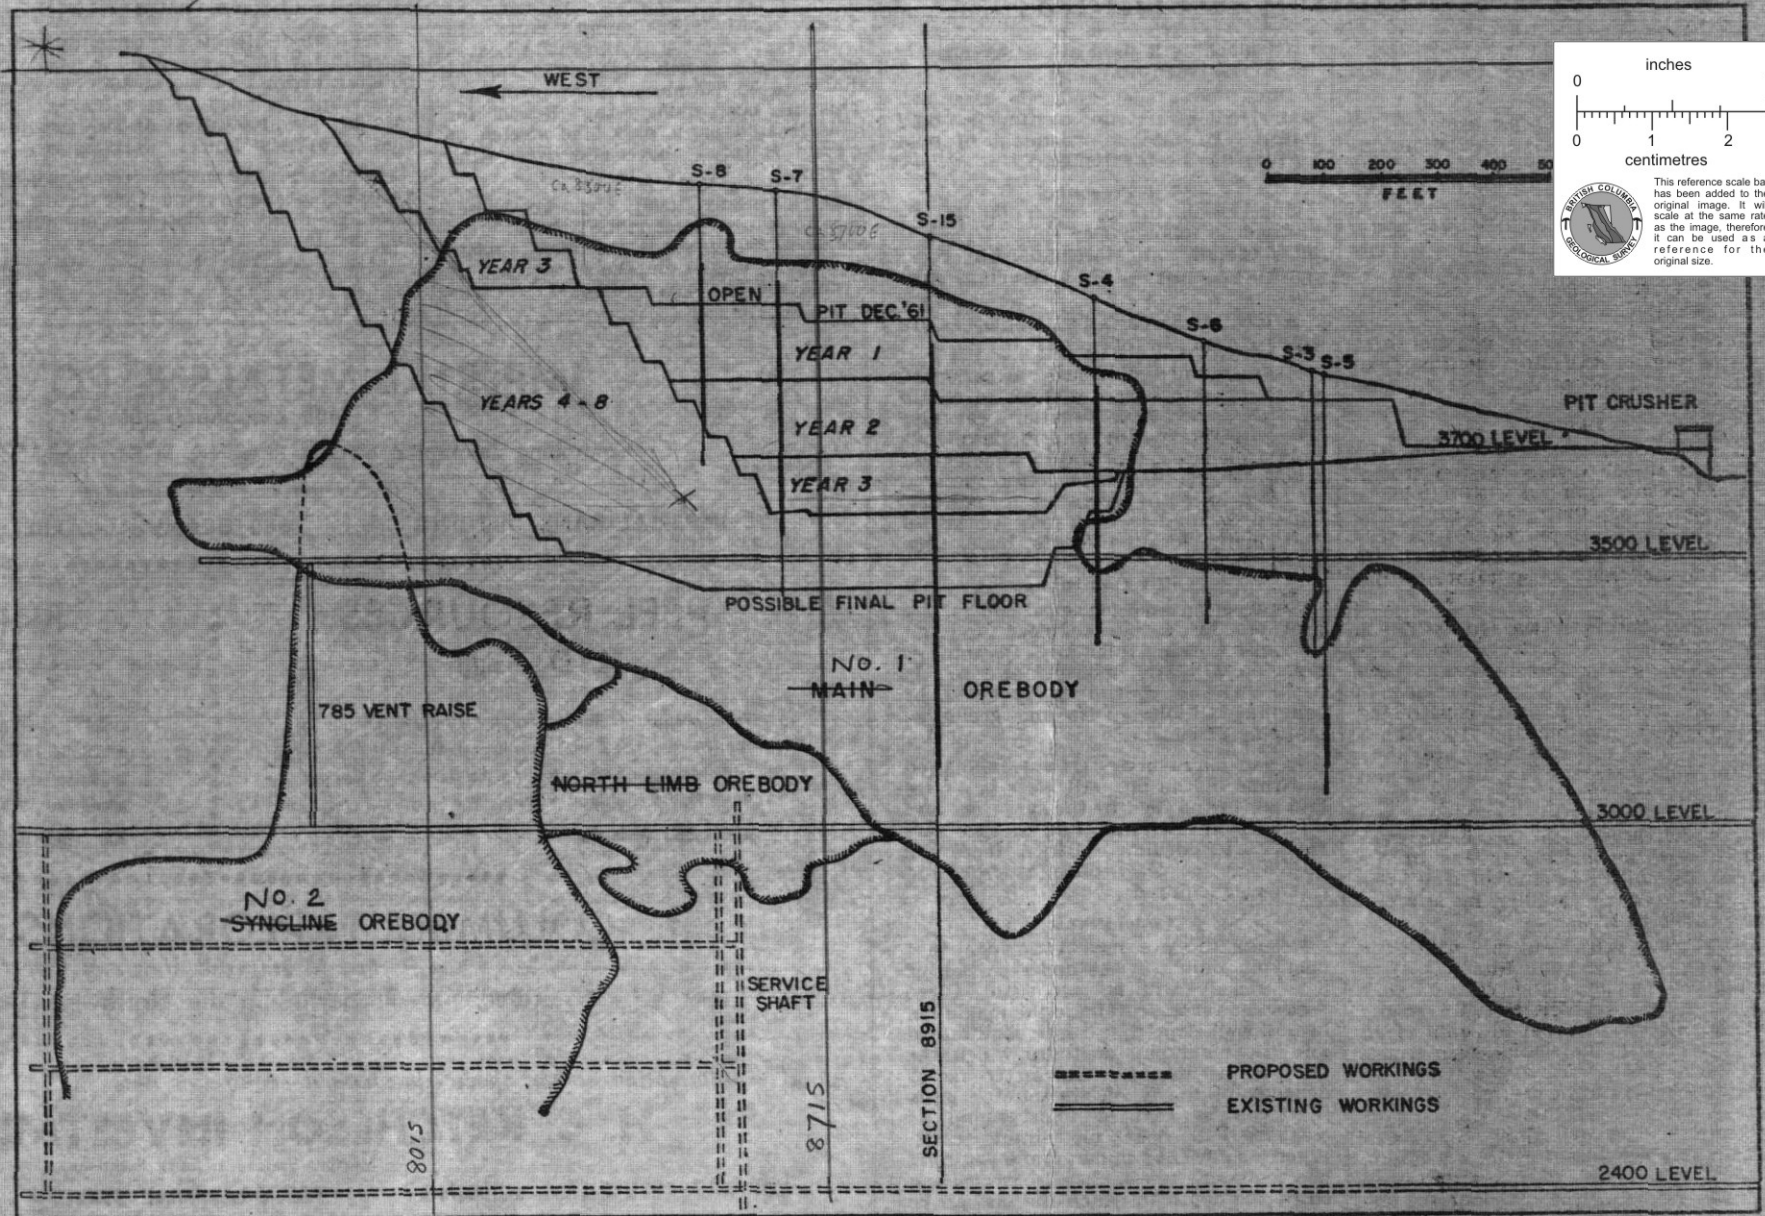 WEST
inches
0
0 1 2
centimetres
This reference scale ba
has been added to the
original image. It wil
scale at the same rate
as the image, therefore
it can be used as a
reference for the
original size.
BRITISH COLUMBIA
GEOLOGICAL SURVEY
0 100 200 300 400 50
FEET
S-8
S-7
S-15
S-4
S-6
S-3
S-5
YEAR 3
OPEN
PIT DEC. '61
YEAR 1
YEARS 4-8
YEAR 2
YEAR 3
PIT CRUSHER
3700 LEVEL
3500 LEVEL
POSSIBLE FINAL PIT FLOOR
No. 1
MAIN OREBODY
785 VENT RAISE
NORTH LIMB OREBODY
3000 LEVEL
No. 2
SYNCLINE OREBODY
SERVICE
SHAFT
8015
8715
SECTION 8915
PROPOSED WORKINGS
EXISTING WORKINGS
2400 LEVEL